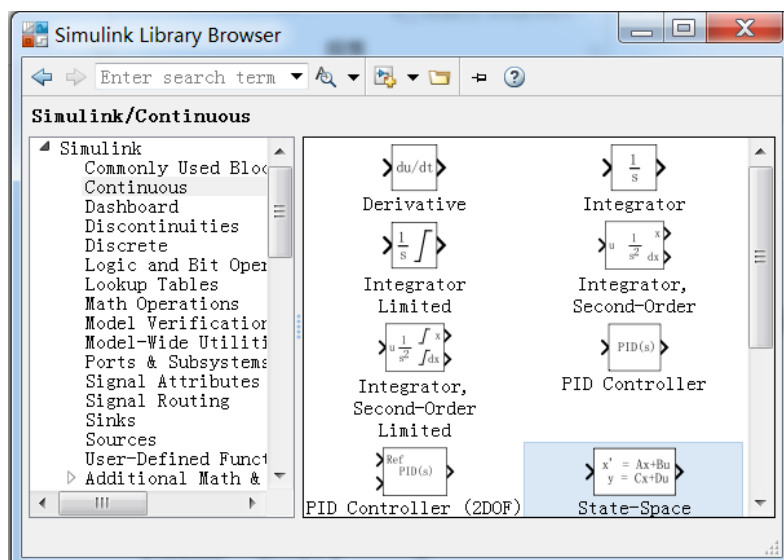 Simulink Library Browser
Enter search term
Simulink/Continuous
Simulink
Commonly Used Bloc
Continuous
Dashboard
Discontinuities
Discrete
Logic and Bit Oper
Lookup Tables
Math Operations
Model Verification
Model-Wide Utiliti
Ports & Subsystems
Signal Attributes
Signal Routing
Sinks
Sources
User-Defined Funct
Additional Math &
du/dt
Derivative
1/s
Integrator
1/s
Integrator
Limited
u 1/s² x dx
Integrator,
Second-Order
u 1/s² x dx
Integrator,
Second-Order
Limited
PID(s)
PID Controller
Ref
PID(s)
PID Controller (2DOF)
x' = Ax+Bu
y = Cx+Du
State-Space